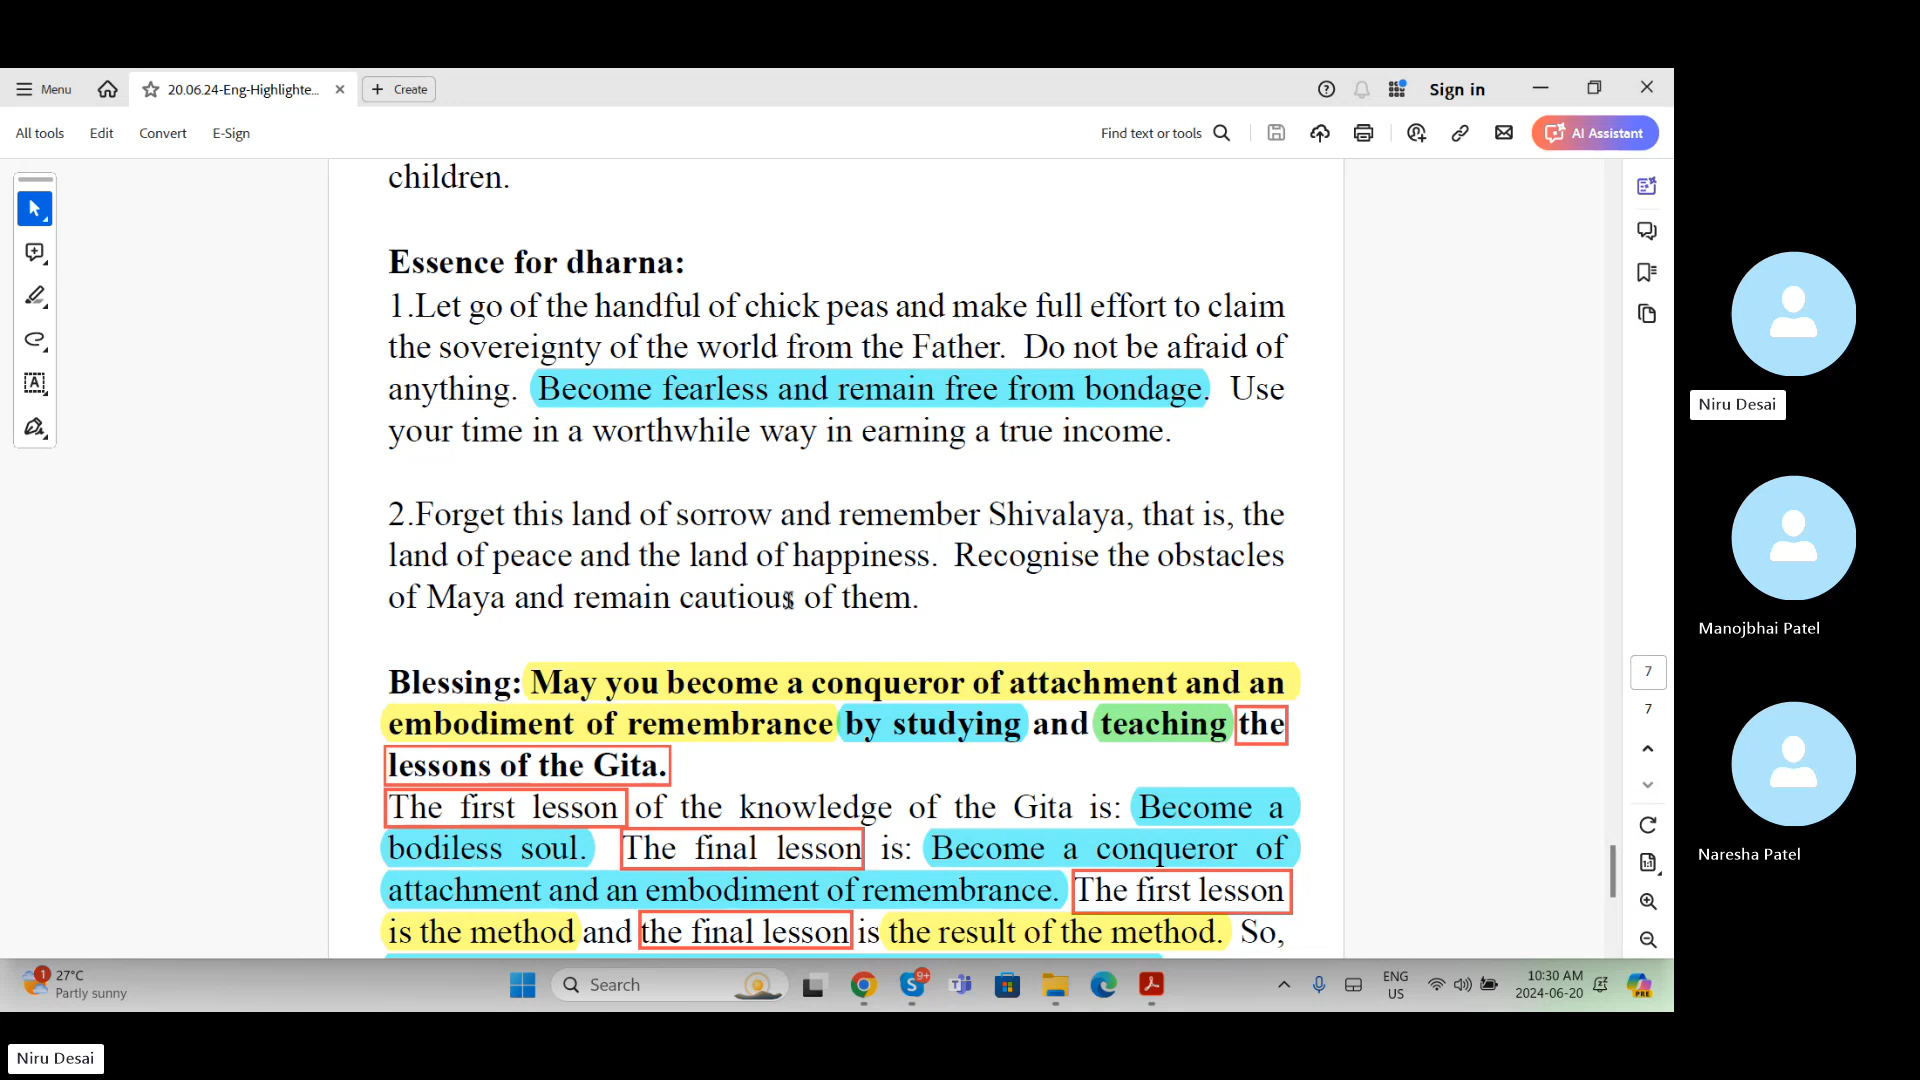 Menu
20.06.24-Eng-Highlighte...
Create
Sign in
All tools
Edit
Convert
E-Sign
Find text or tools
AI Assistant
children.
Essence for dharna:
1.Let go of the handful of chick peas and make full effort to claim
the sovereignty of the world from the Father. Do not be afraid of
anything. Become fearless and remain free from bondage. Use
your time in a worthwhile way in earning a true income.
2.Forget this land of sorrow and remember Shivalaya, that is, the
land of peace and the land of happiness. Recognise the obstacles
of Maya and remain cautious of them.
Blessing: May you become a conqueror of attachment and an
embodiment of remembrance by studying and teaching the
lessons of the Gita.
The first lesson of the knowledge of the Gita is: Become a
bodiless soul. The final lesson is: Become a conqueror of
attachment and an embodiment of remembrance. The first lesson
is the method and the final lesson is the result of the method. So,
7
7
Niru Desai
Manojbhai Patel
Naresha Patel
1
27°C
Partly sunny
Search
9+
ENG
US
10:30 AM
2024-06-20
PRE
Niru Desai